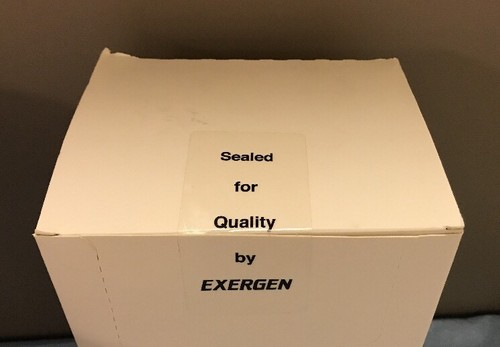 Sealed
for
Quality
by
EXERGEN